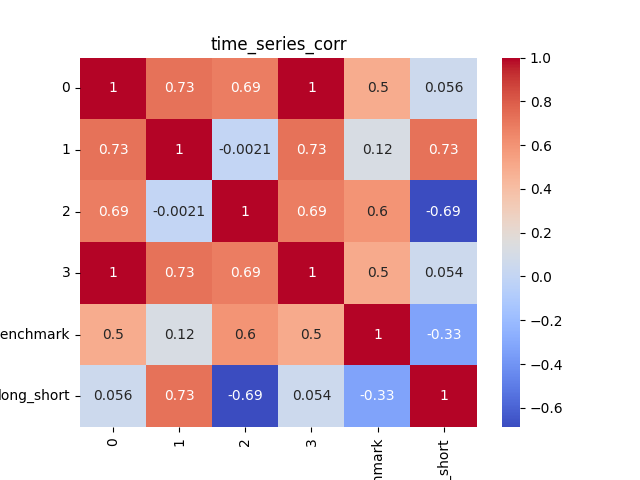 time_series_corr
0 1 0.73 0.69 1 0.5 0.056
1 0.73 1 -0.0021 0.73 0.12 0.73
2 0.69 -0.0021 1 0.69 0.6 -0.69
3 1 0.73 0.69 1 0.5 0.054
enchmark 0.5 0.12 0.6 0.5 1 -0.33
long_short 0.056 0.73 -0.69 0.054 -0.33 1
0 1 2 3 hmark _short
1.0
0.8
0.6
0.4
0.2
0.0
−0.2
−0.4
−0.6